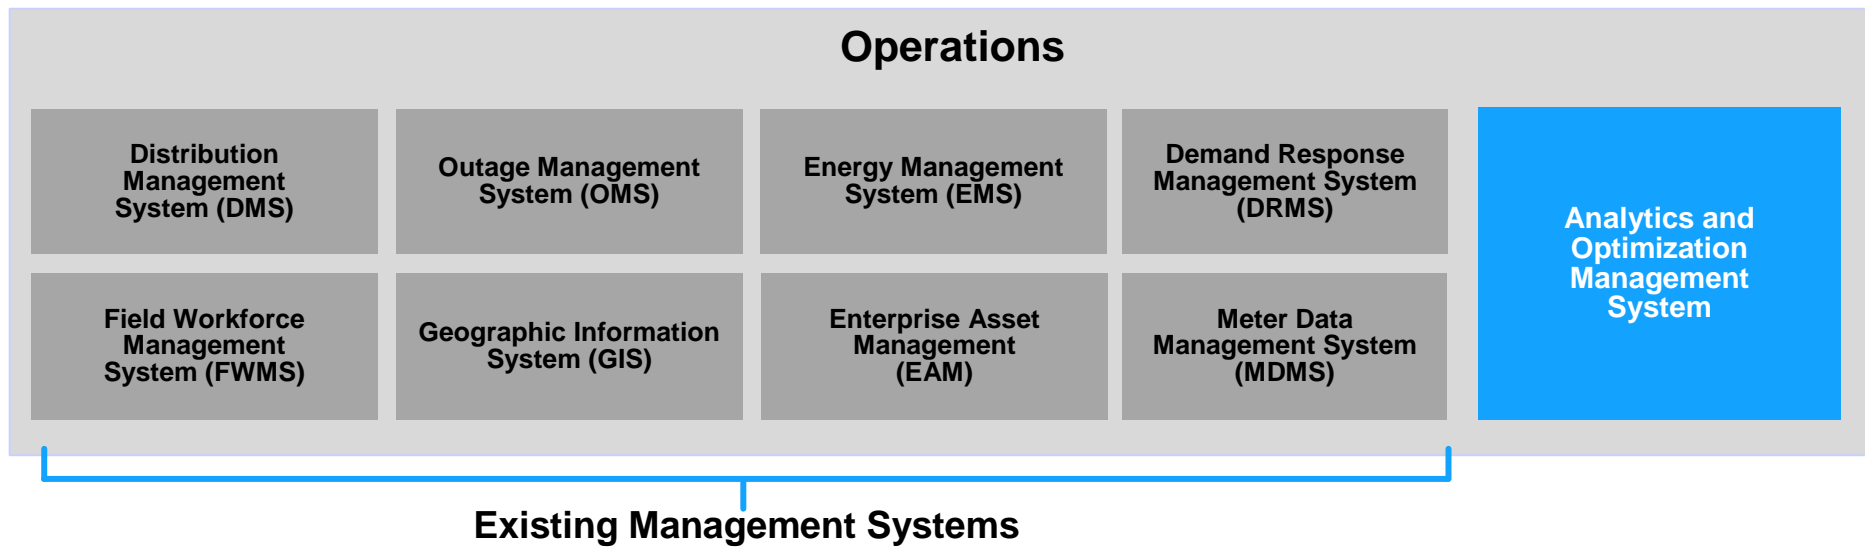 Operations
Distribution
Management
System (DMS)
Outage Management
System (OMS)
Energy Management
System (EMS)
Demand Response
Management System
(DRMS)
Analytics and
Optimization
Management
System
Field Workforce
Management
System (FWMS)
Geographic Information
System (GIS)
Enterprise Asset
Management
(EAM)
Meter Data
Management System
(MDMS)
Existing Management Systems